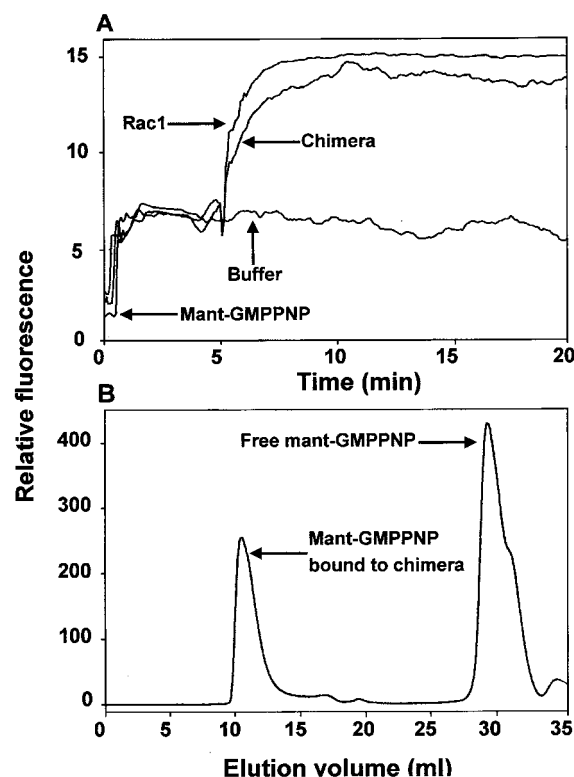 A
15
Rac1
Chimera
10
5
Buffer
Mant-GMPPNP
0
0 5 10 15 20
Time (min)
Relative fluorescence
B
400
Free mant-GMPPNP
300
Mant-GMPPNP
bound to chimera
200
100
0
0 5 10 15 20 25 30 35
Elution volume (ml)